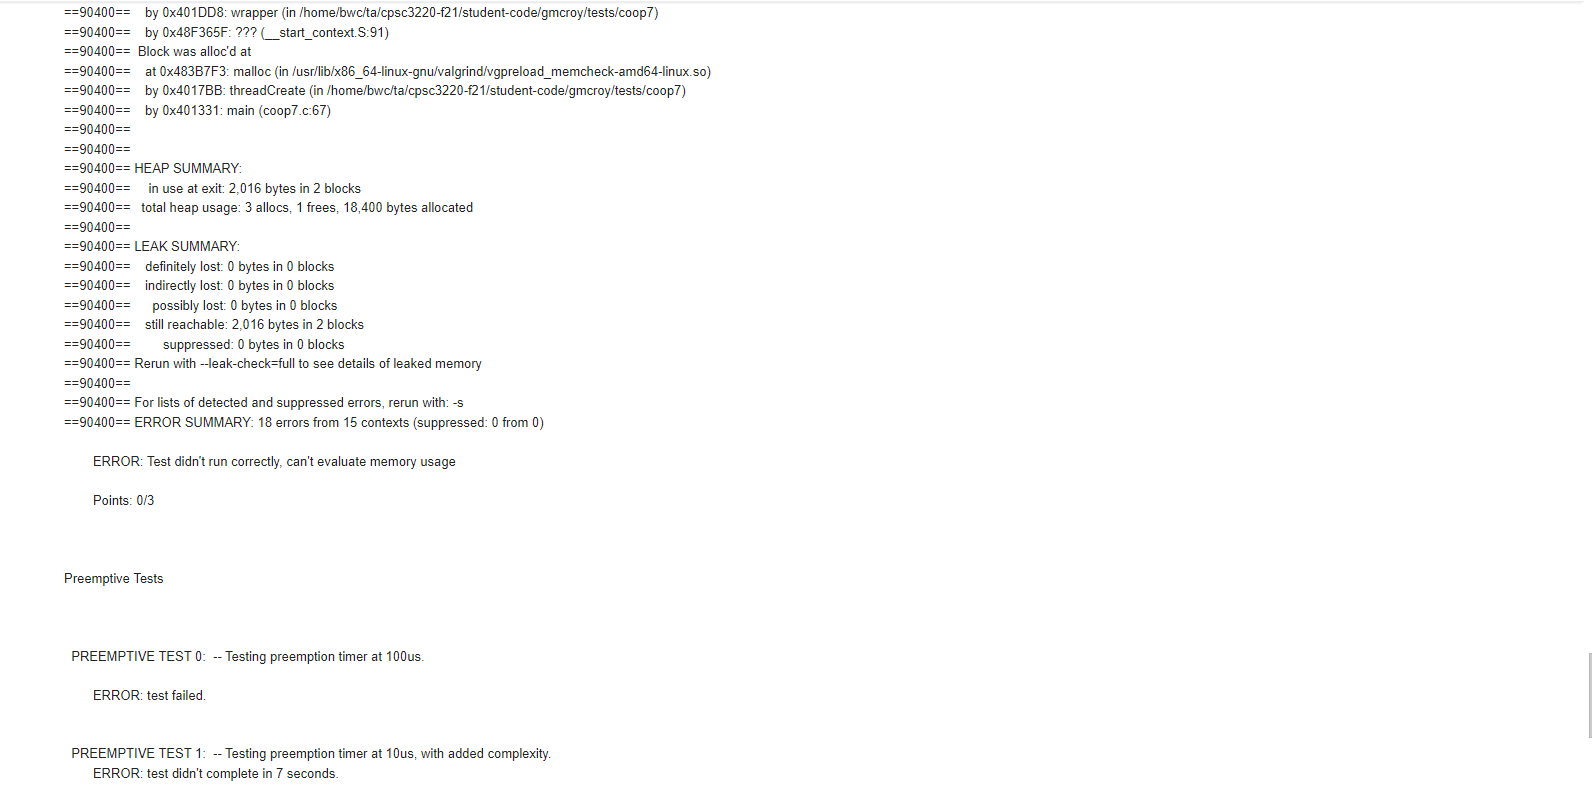 ==90400==    by 0x401DD8: wrapper (in /home/bwc/ta/cpsc3220-f21/student-code/gmcroy/tests/coop7)
==90400==    by 0x48F365F: ??? (__start_context.S:91)
==90400==  Block was alloc'd at
==90400==    at 0x483B7F3: malloc (in /usr/lib/x86_64-linux-gnu/valgrind/vgpreload_memcheck-amd64-linux.so)
==90400==    by 0x4017BB: threadCreate (in /home/bwc/ta/cpsc3220-f21/student-code/gmcroy/tests/coop7)
==90400==    by 0x401331: main (coop7.c:67)
==90400==
==90400==
==90400== HEAP SUMMARY:
==90400==     in use at exit: 2,016 bytes in 2 blocks
==90400==   total heap usage: 3 allocs, 1 frees, 18,400 bytes allocated
==90400==
==90400== LEAK SUMMARY:
==90400==    definitely lost: 0 bytes in 0 blocks
==90400==    indirectly lost: 0 bytes in 0 blocks
==90400==      possibly lost: 0 bytes in 0 blocks
==90400==    still reachable: 2,016 bytes in 2 blocks
==90400==         suppressed: 0 bytes in 0 blocks
==90400== Rerun with --leak-check=full to see details of leaked memory
==90400==
==90400== For lists of detected and suppressed errors, rerun with: -s
==90400== ERROR SUMMARY: 18 errors from 15 contexts (suppressed: 0 from 0)
ERROR: Test didn't run correctly, can't evaluate memory usage
Points: 0/3
Preemptive Tests
PREEMPTIVE TEST 0:  -- Testing preemption timer at 100us.
ERROR: test failed.
PREEMPTIVE TEST 1:  -- Testing preemption timer at 10us, with added complexity.
ERROR: test didn't complete in 7 seconds.